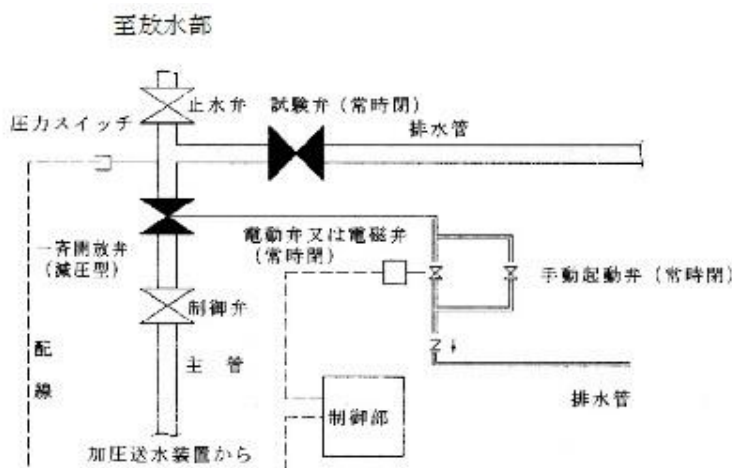 至放水部
止水弁
試験弁（常時閉）
圧力スイッチ
排水管
一斉開放弁
（減圧型）
電動弁又は電磁弁
（常時閉）
手動起動弁（常時閉）
制御弁
配
線
主管
制御部
排水管
加圧送水装置から